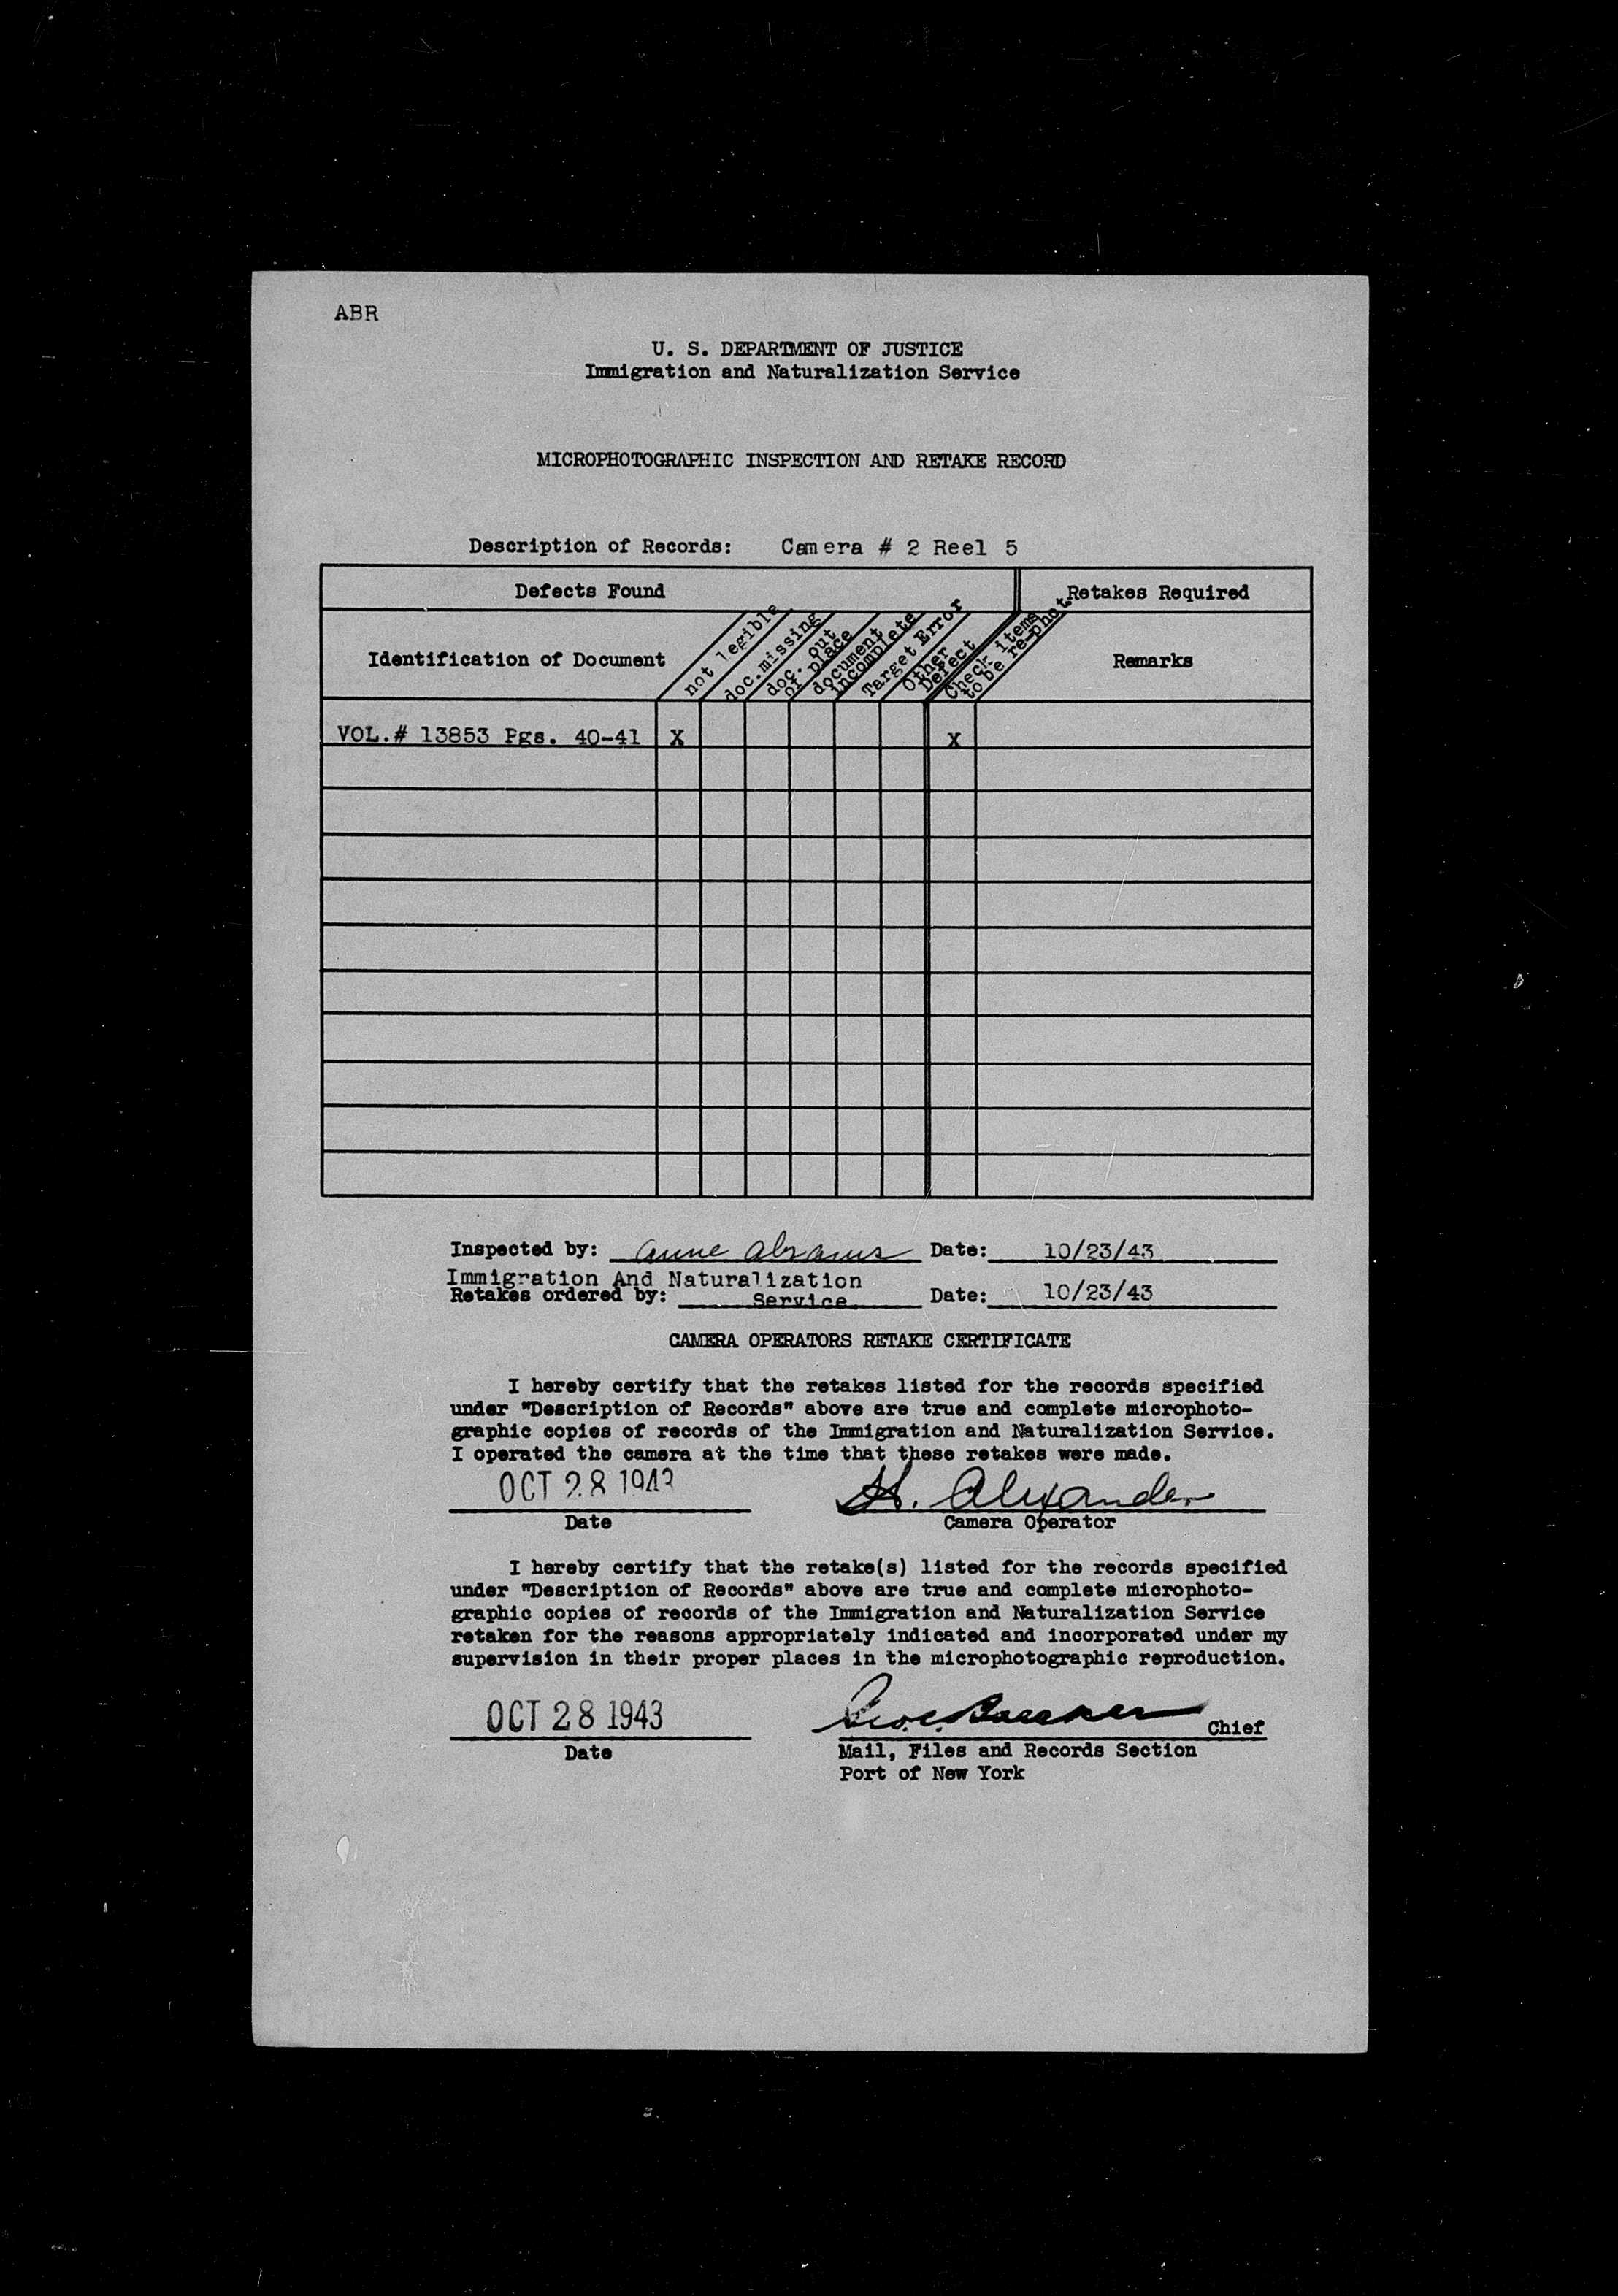 ABR
U. S. DEPARTMENT OF JUSTICE
Immigration and Naturalization Service
MICROPHOTOGRAPHIC INSPECTION AND RETAKE RECORD
Description of Records: Camera # 2 Reel 5
Defects Found
Retakes Required
Identification of Document
not legible
doc. missing
doc. out
of place
document
incomplete
Target Error
Other
Defect
Check items
to be re-phot.
Remarks
VOL.# 13853 Pgs. 40-41 X X
Inspected by: Anne Abrams Date: 10/23/43
Immigration And Naturalization
Retakes ordered by: Service Date: 10/23/43
CAMERA OPERATORS RETAKE CERTIFICATE
I hereby certify that the retakes listed for the records specified
under "Description of Records" above are true and complete microphoto-
graphic copies of records of the Immigration and Naturalization Service.
I operated the camera at the time that these retakes were made.
OCT 28 1943 H. Alexander
Date Camera Operator
I hereby certify that the retake(s) listed for the records specified
under "Description of Records" above are true and complete microphoto-
graphic copies of records of the Immigration and Naturalization Service
retaken for the reasons appropriately indicated and incorporated under my
supervision in their proper places in the microphotographic reproduction.
OCT 28 1943 Chief
Date Mail, Files and Records Section
Port of New York